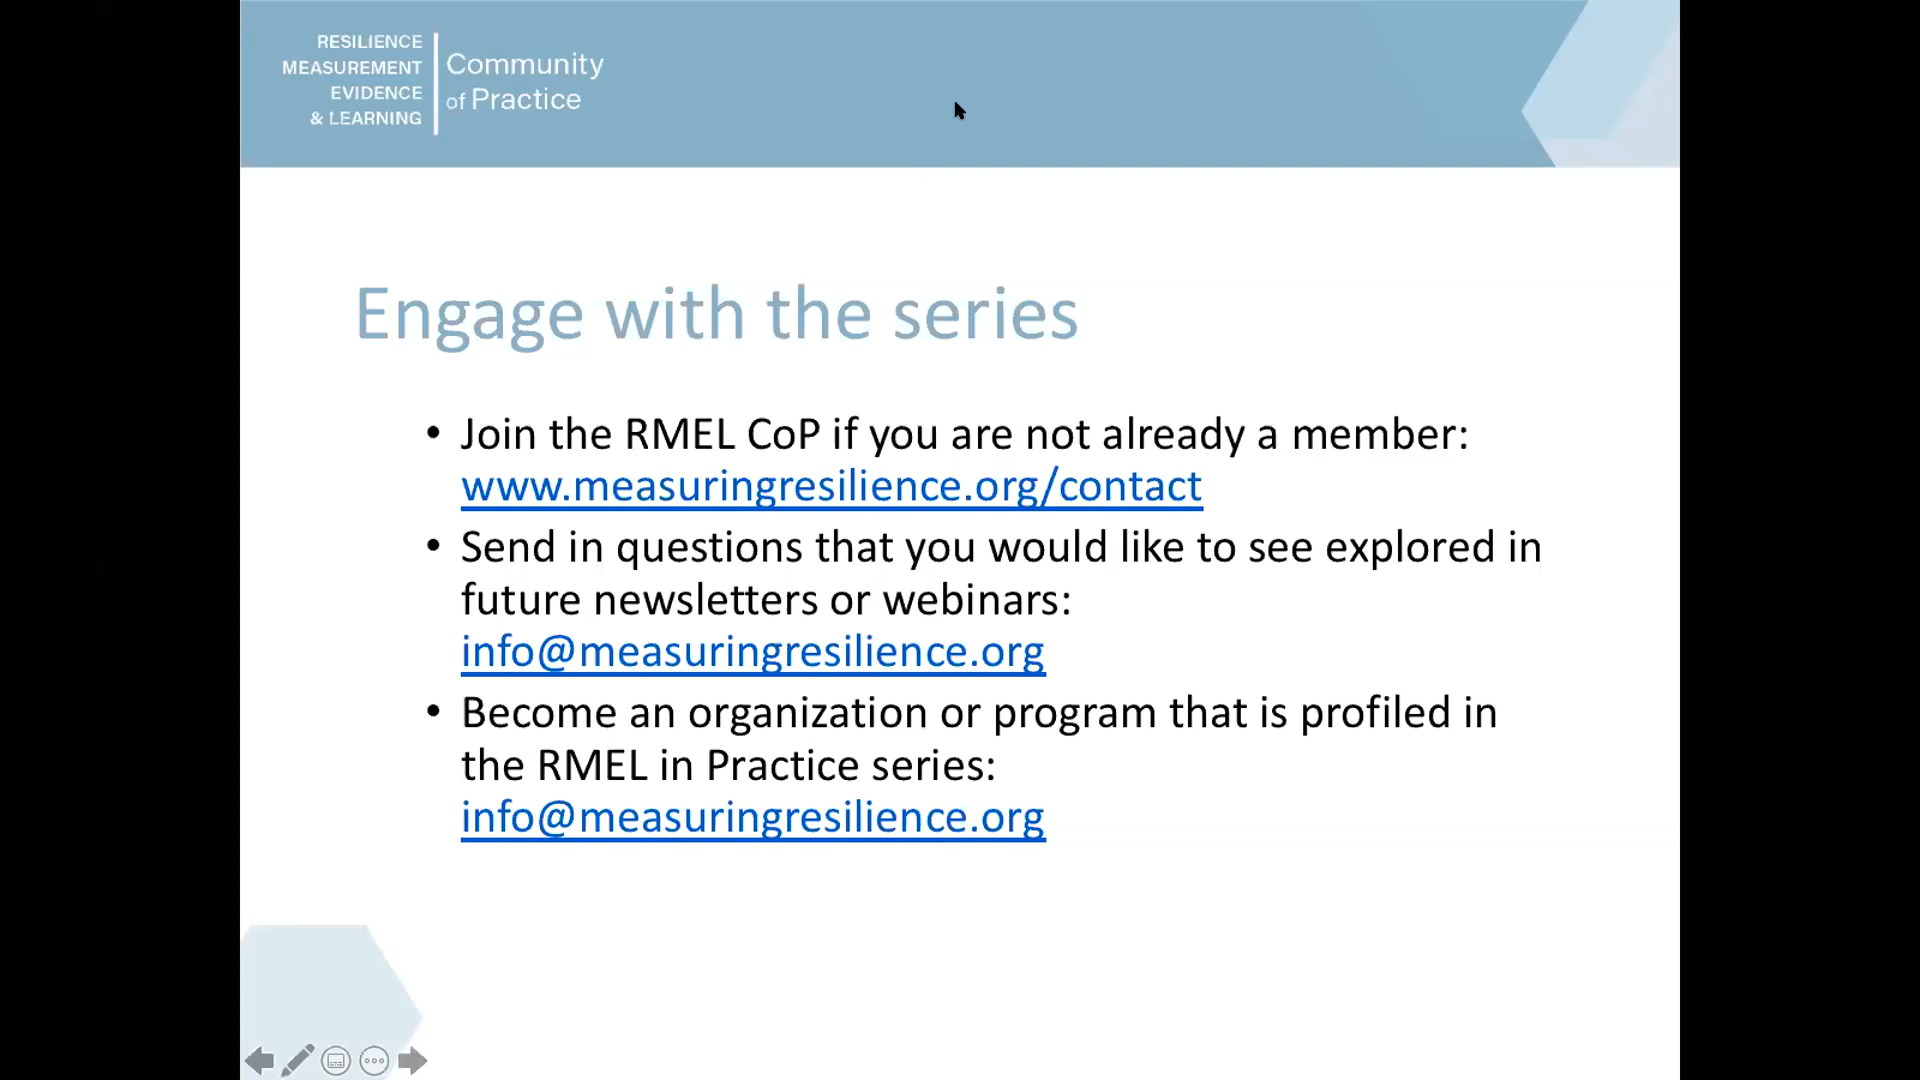 RESILIENCE
MEASUREMENT
EVIDENCE
& LEARNING
Community
of Practice
Engage with the series
• Join the RMEL CoP if you are not already a member:
www.measuringresilience.org/contact
• Send in questions that you would like to see explored in
future newsletters or webinars:
info@measuringresilience.org
• Become an organization or program that is profiled in
the RMEL in Practice series:
info@measuringresilience.org